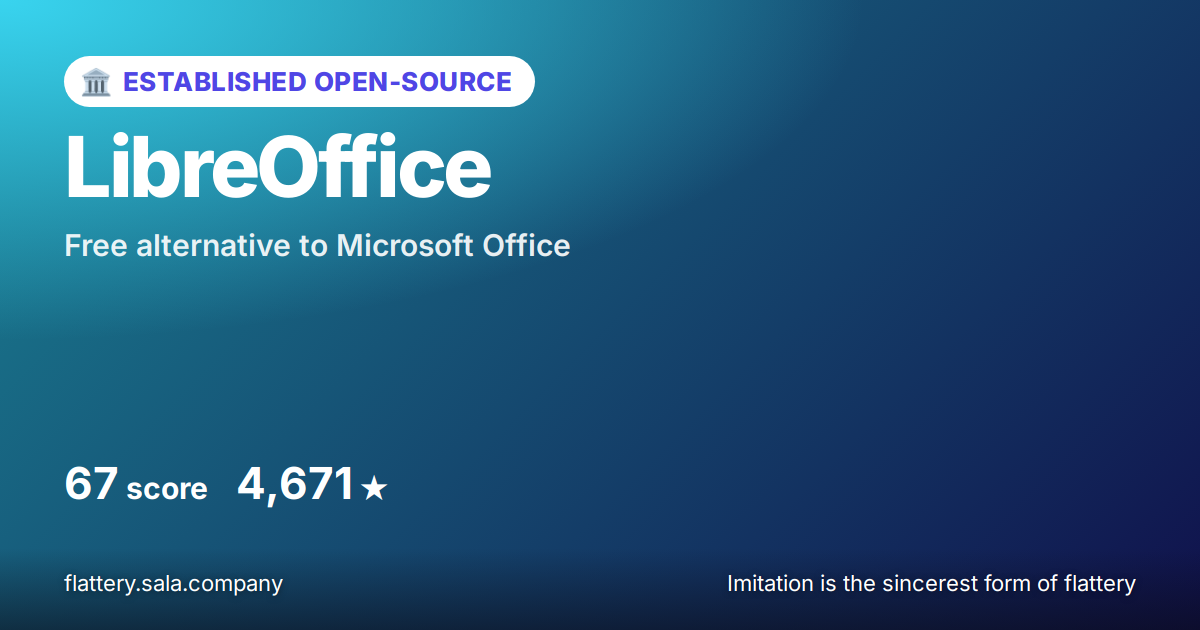 🏛️ ESTABLISHED OPEN-SOURCE
LibreOffice
Free alternative to Microsoft Office
67 score 4,671 ★
flattery.sala.company
Imitation is the sincerest form of flattery